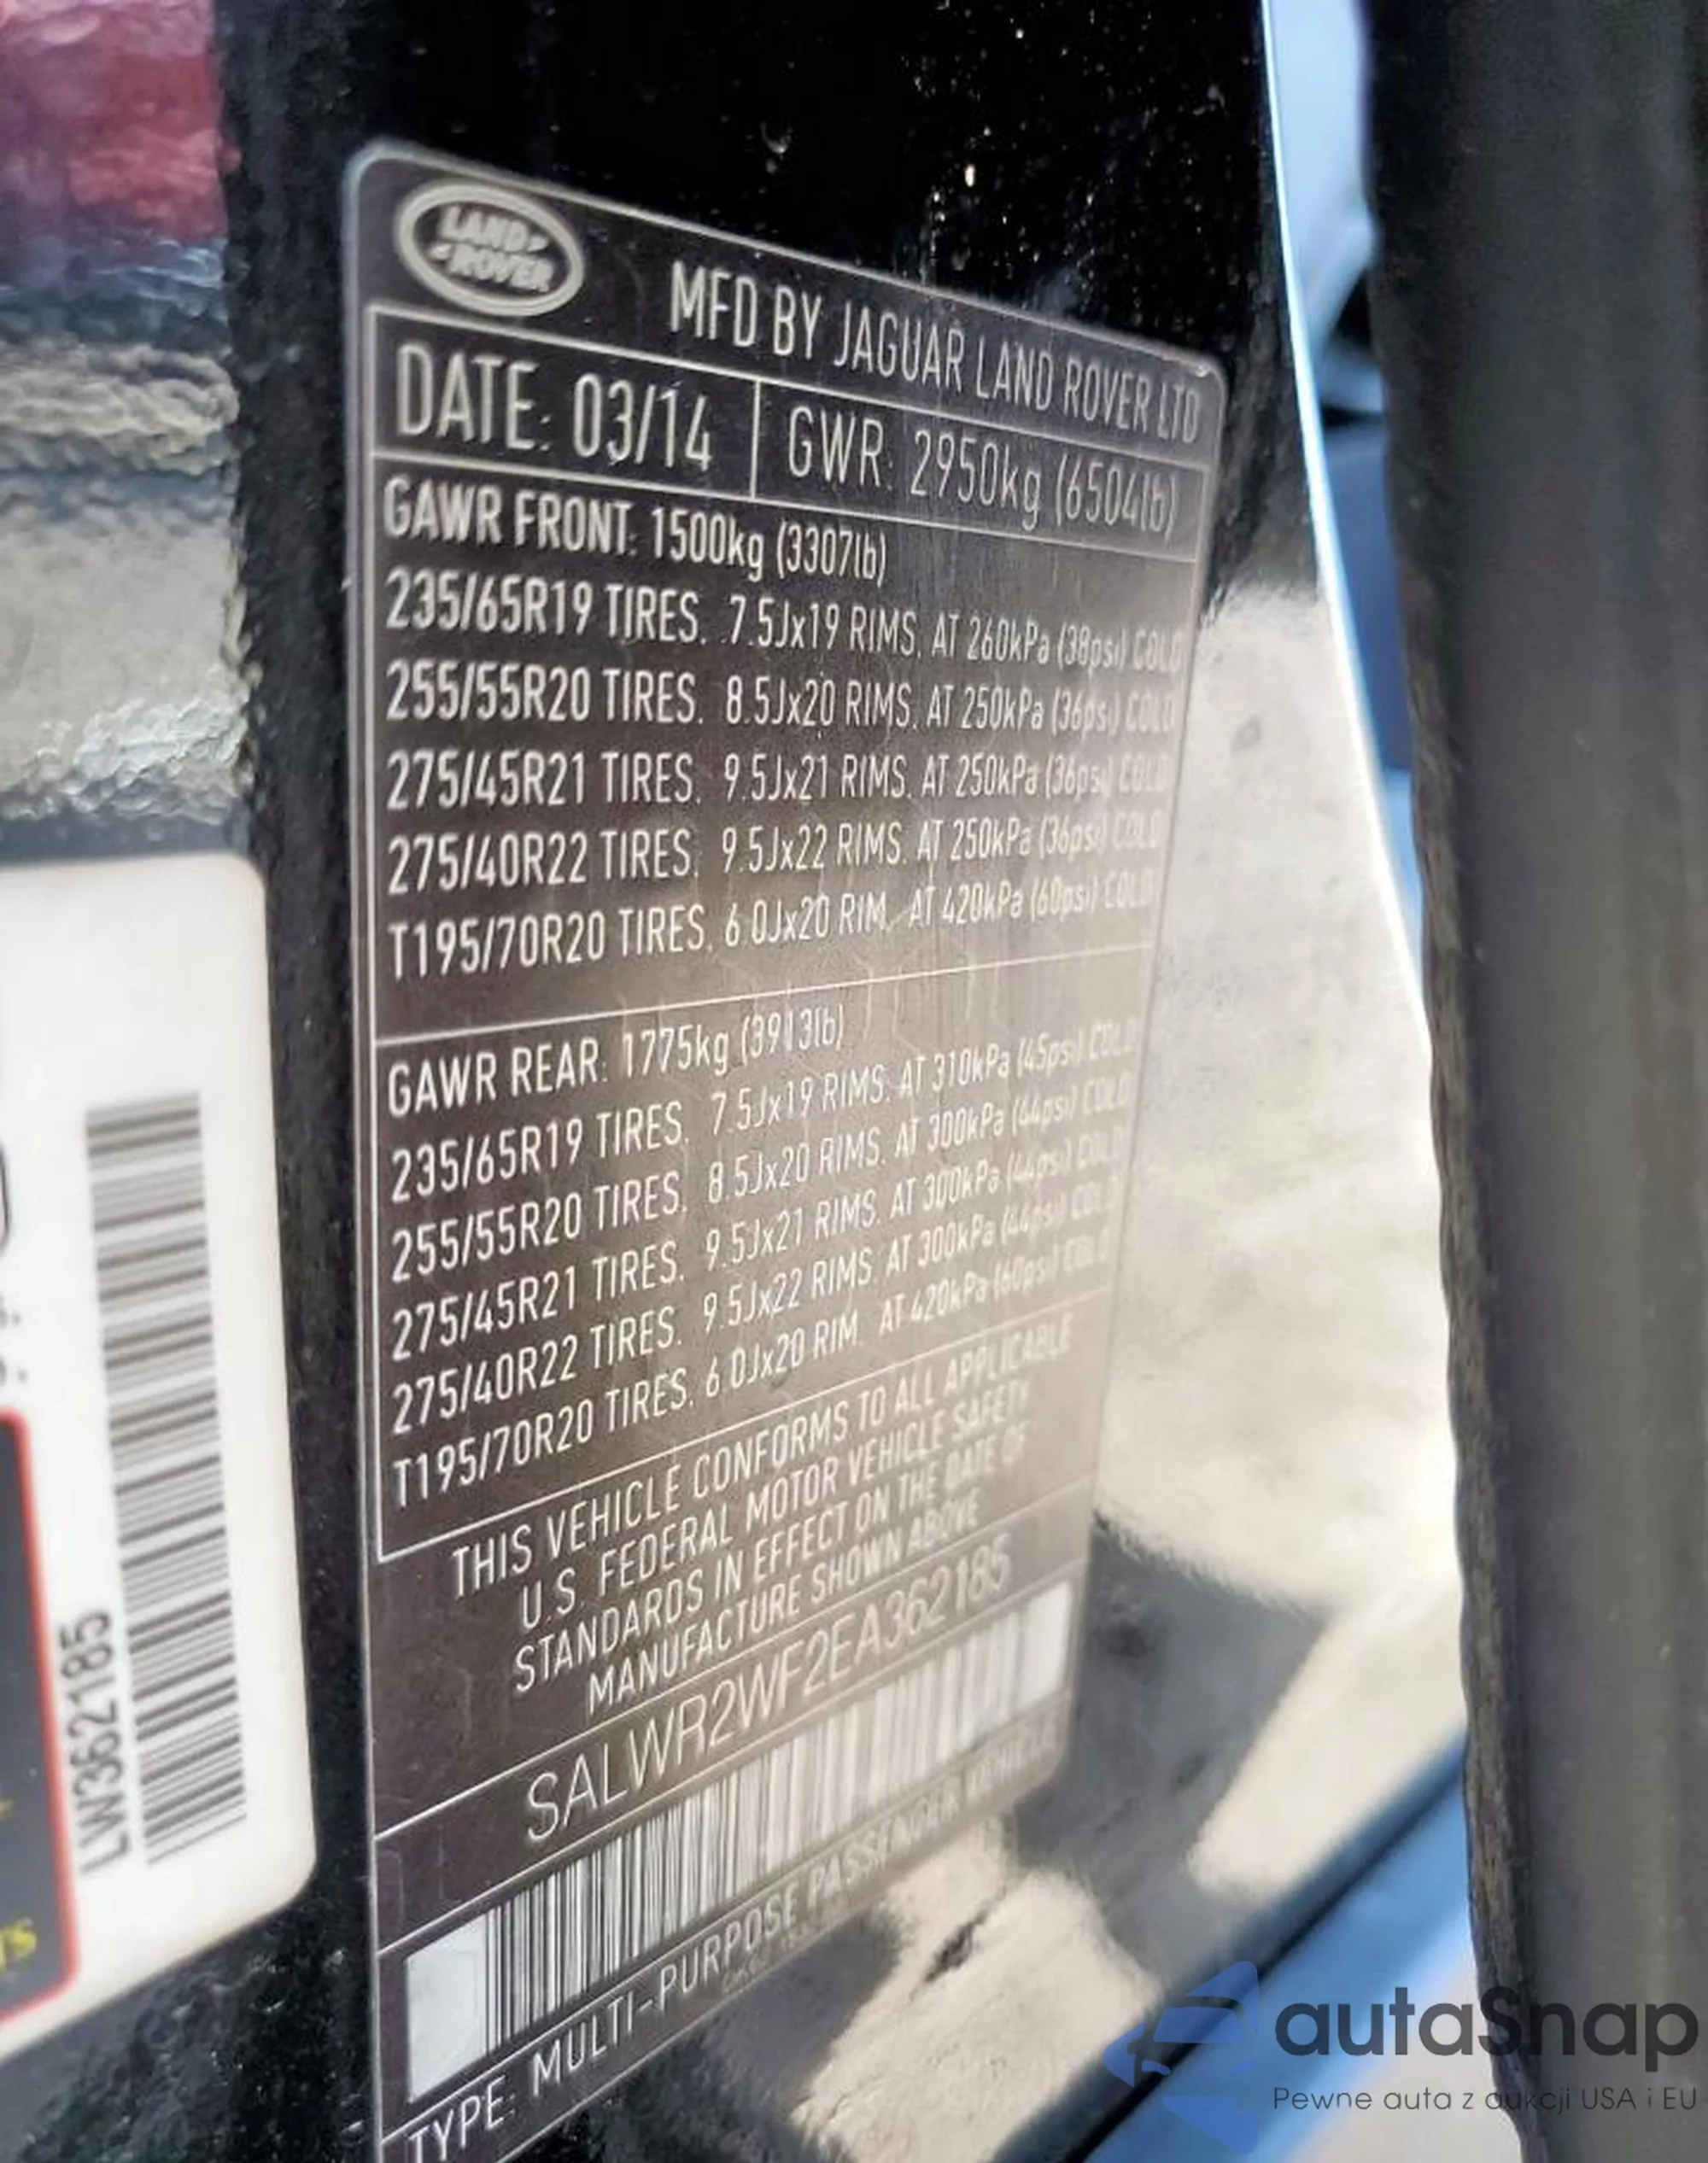 LAND ROVER
MFD BY JAGUAR LAND ROVER LTD
DATE: 03/14 GWR: 2950kg (6504lb)
GAWR FRONT: 1500kg (3307lb)
235/65R19 TIRES, 7.5Jx19 RIMS, AT 260kPa (38psi) COLD
255/55R20 TIRES, 8.5Jx20 RIMS, AT 250kPa (36psi) COLD
275/45R21 TIRES, 9.5Jx21 RIMS, AT 250kPa (36psi) COLD
275/40R22 TIRES, 9.5Jx22 RIMS, AT 250kPa (36psi) COLD
T195/70R20 TIRES, 6.0Jx20 RIM, AT 420kPa (60psi) COLD
GAWR REAR: 1775kg (3913lb)
235/65R19 TIRES, 7.5Jx19 RIMS, AT 310kPa (45psi) COLD
255/55R20 TIRES, 8.5Jx20 RIMS, AT 300kPa (44psi) COLD
275/45R21 TIRES, 9.5Jx21 RIMS, AT 300kPa (44psi) COLD
275/40R22 TIRES, 9.5Jx22 RIMS, AT 300kPa (44psi) COLD
T195/70R20 TIRES, 6.0Jx20 RIM, AT 420kPa (60psi) COLD
THIS VEHICLE CONFORMS TO ALL APPLICABLE
U.S. FEDERAL MOTOR VEHICLE SAFETY
STANDARDS IN EFFECT ON THE DATE OF
MANUFACTURE SHOWN ABOVE
SALWR2WF2EA362185
TYPE: MULTI-PURPOSE PASSENGER VEHICLE
LW362185
TS
autaSnap
Pewne auta z aukcji USA i EU